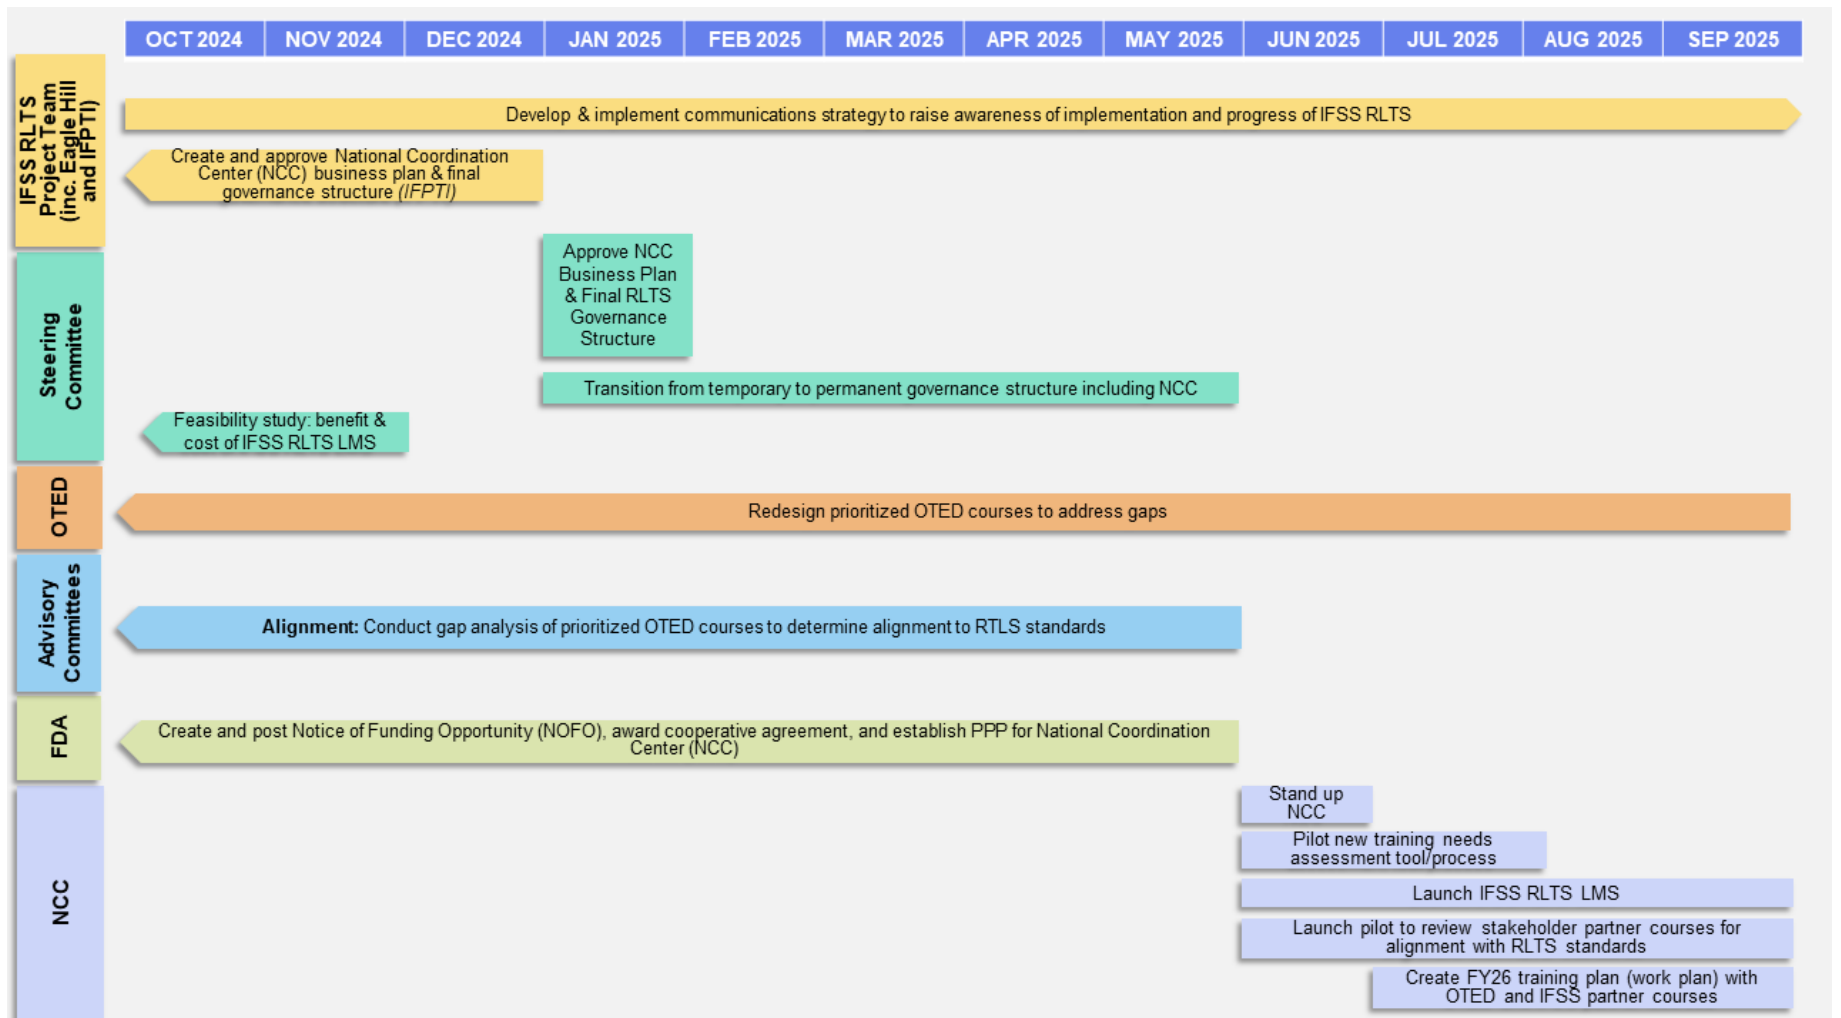 OCT 2024 NOV 2024 DEC 2024 JAN 2025 FEB 2025 MAR 2025 APR 2025 MAY 2025 JUN 2025 JUL 2025 AUG 2025 SEP 2025
IFSS RLTS
Project Team
(inc. Eagle Hill
and IFPTI)
Develop & implement communications strategy to raise awareness of implementation and progress of IFSS RLTS
Create and approve National Coordination
Center (NCC) business plan & final
governance structure (IFPTI)
Steering
Committee
Approve NCC
Business Plan
& Final RLTS
Governance
Structure
Transition from temporary to permanent governance structure including NCC
Feasibility study: benefit &
cost of IFSS RLTS LMS
OTED
Redesign prioritized OTED courses to address gaps
Advisory
Committees
Alignment: Conduct gap analysis of prioritized OTED courses to determine alignment to RTLS standards
FDA
Create and post Notice of Funding Opportunity (NOFO), award cooperative agreement, and establish PPP for National Coordination
Center (NCC)
NCC
Stand up
NCC
Pilot new training needs
assessment tool/process
Launch IFSS RLTS LMS
Launch pilot to review stakeholder partner courses for
alignment with RLTS standards
Create FY26 training plan (work plan) with
OTED and IFSS partner courses